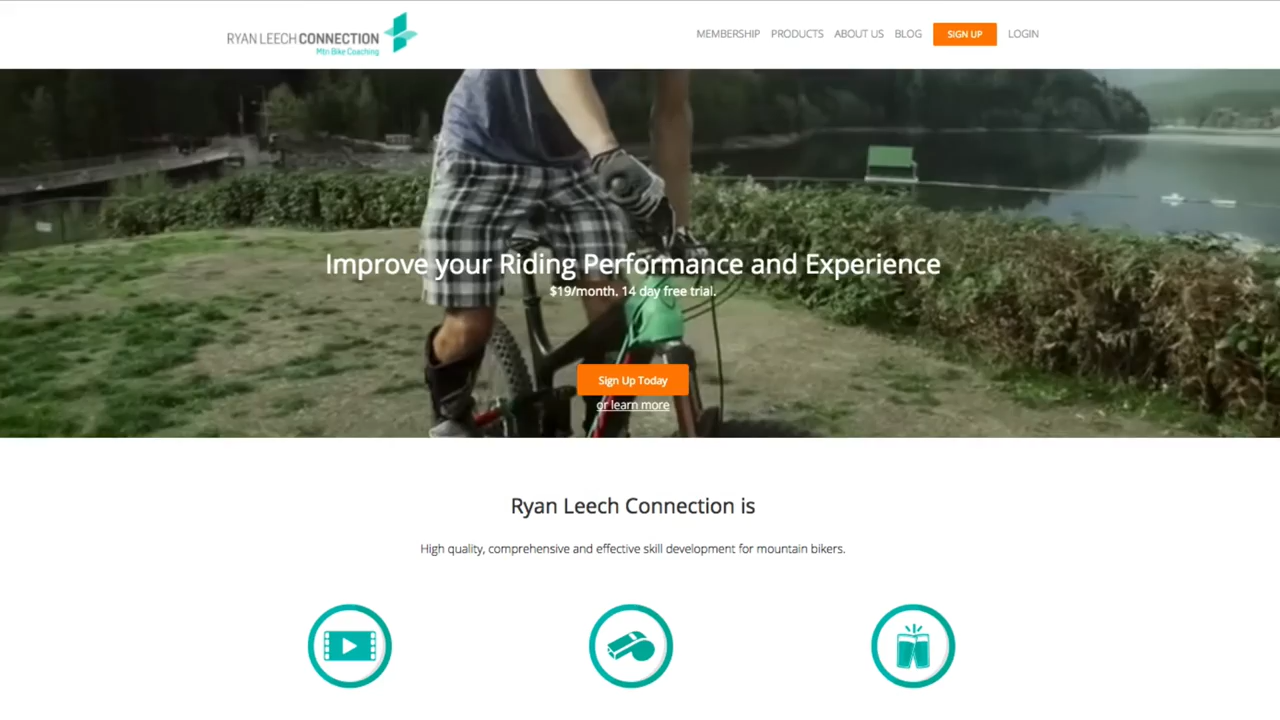 RYAN LEECH CONNECTION
Mtn Bike Coaching
MEMBERSHIP PRODUCTS ABOUT US BLOG SIGN UP LOGIN
Improve your Riding Performance and Experience
$19/month. 14 day free trial.
Sign Up Today
or learn more
Ryan Leech Connection is
High quality, comprehensive and effective skill development for mountain bikers.